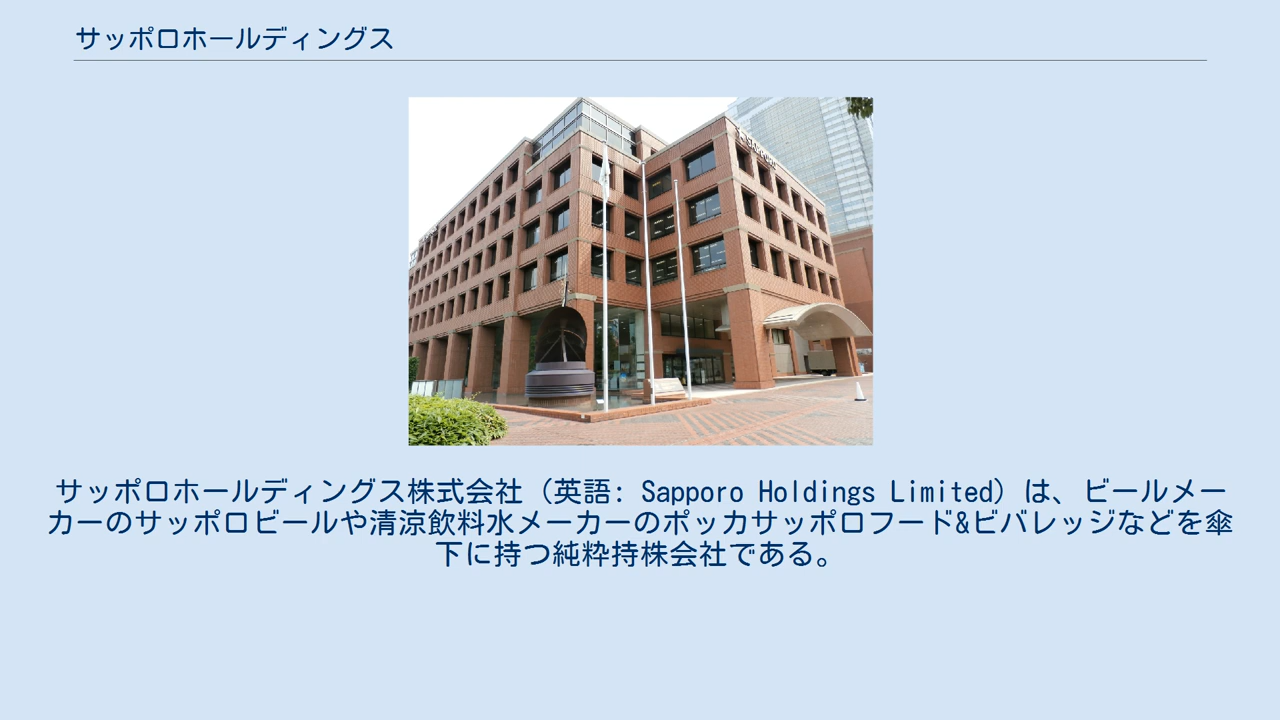 サッポロホールディングス
SAPPORO
サッポロホールディングス株式会社（英語: Sapporo Holdings Limited）は、ビールメー
カーのサッポロビールや清涼飲料水メーカーのポッカサッポロフード&ビバレッジなどを傘
下に持つ純粋持株会社である。